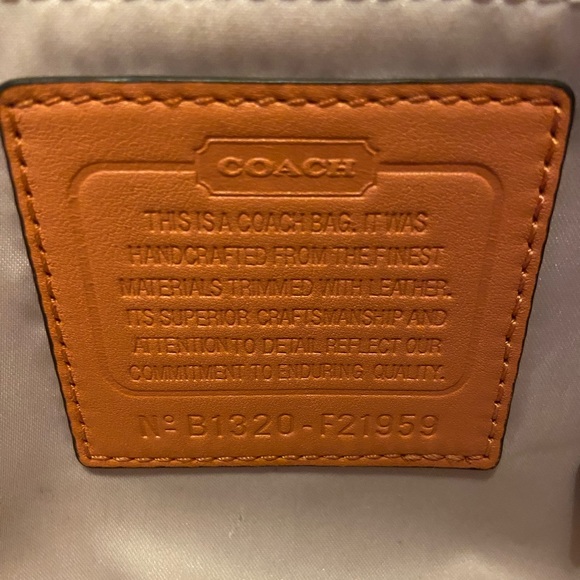 COACH
THIS IS A COACH BAG. IT WAS
HANDCRAFTED FROM THE FINEST
MATERIALS TRIMMED WITH LEATHER.
ITS SUPERIOR CRAFTSMANSHIP AND
ATTENTION TO DETAIL REFLECT OUR
COMMITMENT TO ENDURING QUALITY.
Nº B1320-F21959